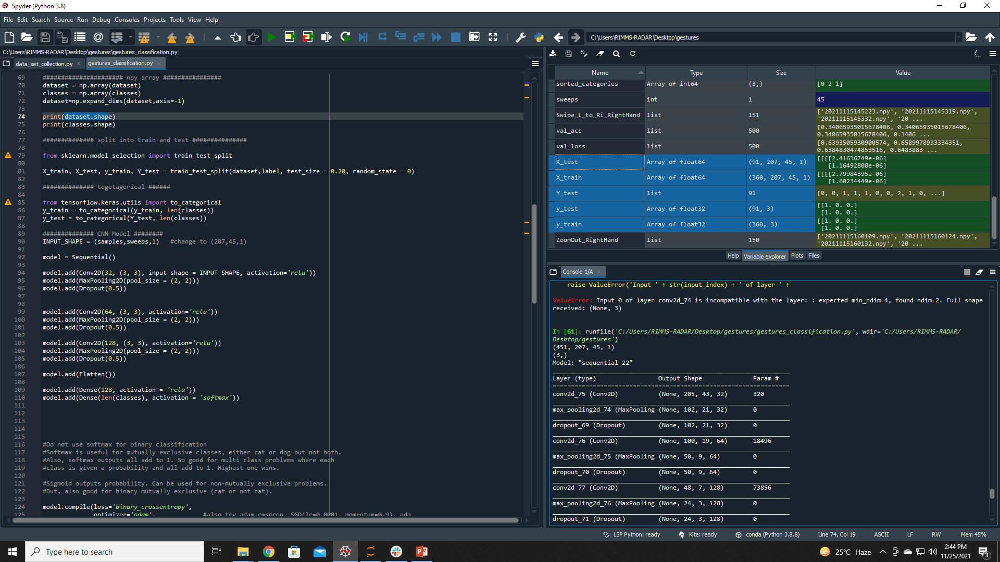 Spyder (Python 3.8)
File Edit Search Source Run Debug Consoles Projects Tools View Help
C:\Users\RIMMS-RADAR\Desktop\gestures
C:\Users\RIMMS-RADAR\Desktop\gestures\gestures_classification.py
data_set_collection.py gestures_classification.py
69 ###################### npy array ################
70 dataset = np.array(dataset)
71 classes = np.array(classes)
72 dataset=np.expand_dims(dataset,axis=-1)
73
74 print(dataset.shape)
75 print(classes.shape)
76
77 ############## split into train and test ###############
78
79 from sklearn.model_selection import train_test_split
80
81 X_train, X_test, y_train, Y_test = train_test_split(dataset,label, test_size = 0.20, random_state = 0)
82
83 ############## togetagorical ######
84
85 from tensorflow.keras.utils import to_categorical
86 y_train = to_categorical(y_train, len(classes))
87 y_test = to_categorical(Y_test, len(classes))
88
89 ############## CNN Model ########
90 INPUT_SHAPE = (samples,sweeps,1)   #change to (207,45,1)
91
92 model = Sequential()
93
94 model.add(Conv2D(32, (3, 3), input_shape = INPUT_SHAPE, activation='relu'))
95 model.add(MaxPooling2D(pool_size = (2, 2)))
96 model.add(Dropout(0.5))
97
98
99 model.add(Conv2D(64, (3, 3), activation='relu'))
100 model.add(MaxPooling2D(pool_size = (2, 2)))
101 model.add(Dropout(0.5))
102
103 model.add(Conv2D(128, (3, 3), activation='relu'))
104 model.add(MaxPooling2D(pool_size = (2, 2)))
105 model.add(Dropout(0.5))
106
107 model.add(Flatten())
108
109 model.add(Dense(128, activation = 'relu'))
110 model.add(Dense(len(classes), activation = 'softmax'))
111
112
113
114
115
116 #Do not use softmax for binary classification
117 #Softmax is useful for mutually exclusive classes, either cat or dog but not both.
118 #Also, softmax outputs all add to 1. So good for multi class problems where each
119 #class is given a probability and all add to 1. Highest one wins.
120
121 #Sigmoid outputs probability. Can be used for non-mutually exclusive problems.
122 #But, also good for binary mutually exclusive (cat or not cat).
123
124 model.compile(loss='binary_crossentropy',
125 optimizer='adam', #also try adam,rmsprop, SGD(lr=0.0001, momentum=0.9), ada
Name Type Size Value
sorted_categories Array of int64 (3,) [0 2 1]
sweeps int 1 45
Swipe_L_to_Ri_RightHand list 151 ['20211115145223.npy', '20211115145319.npy',
'20211115145332.npy', '20 ...
val_acc list 500 [0.34065935015678406, 0.34065935015678406,
0.34065935015678406, 0.3406 ...
val_loss list 500 [0.6393505930900574, 0.6589978933334351,
0.6384830474853516, 0.6483883 ...
X_test Array of float64 (91, 207, 45, 1) [[[[2.41636749e-06]
[1.16492808e-06]
X_train Array of float64 (360, 207, 45, 1) [[[[2.79984595e-06]
[1.60234449e-06]
Y_test list 91 [0, 0, 1, 1, 1, 0, 0, 2, 1, 0, ...]
y_test Array of float32 (91, 3) [[1. 0. 0.]
[1. 0. 0.]
y_train Array of float32 (360, 3) [[1. 0. 0.]
[1. 0. 0.]
ZoomOut_RightHand list 150 ['20211115160109.npy', '20211115160124.npy',
'20211115160132.npy', '20 ...
Help Variable explorer Plots Files
Console 1/A
raise ValueError('Input ' + str(input_index) + ' of layer ' +
ValueError: Input 0 of layer conv2d_74 is incompatible with the layer: : expected min_ndim=4, found ndim=2. Full shape
received: (None, 3)
In [61]: runfile('C:/Users/RIMMS-RADAR/Desktop/gestures/gestures_classification.py', wdir='C:/Users/RIMMS-RADAR/
Desktop/gestures')
(451, 207, 45, 1)
(3,)
Model: "sequential_22"
Layer (type) Output Shape Param #
=================================================================
conv2d_75 (Conv2D) (None, 205, 43, 32) 320
max_pooling2d_74 (MaxPooling (None, 102, 21, 32) 0
dropout_69 (Dropout) (None, 102, 21, 32) 0
conv2d_76 (Conv2D) (None, 100, 19, 64) 18496
max_pooling2d_75 (MaxPooling (None, 50, 9, 64) 0
dropout_70 (Dropout) (None, 50, 9, 64) 0
conv2d_77 (Conv2D) (None, 48, 7, 128) 73856
max_pooling2d_76 (MaxPooling (None, 24, 3, 128) 0
dropout_71 (Dropout) (None, 24, 3, 128) 0
LSP Python: ready Kite: ready conda (Python 3.8.8) Line 74, Col 19 ASCII LF RW Mem 45%
Type here to search
25°C Haze
2:44 PM
11/25/2021
3